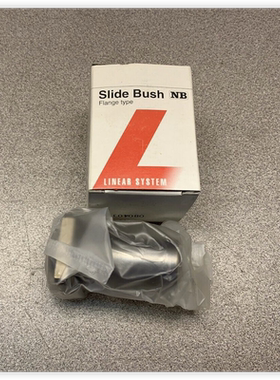 Slide Bush NB
Flange type
LINEAR SYSTEM